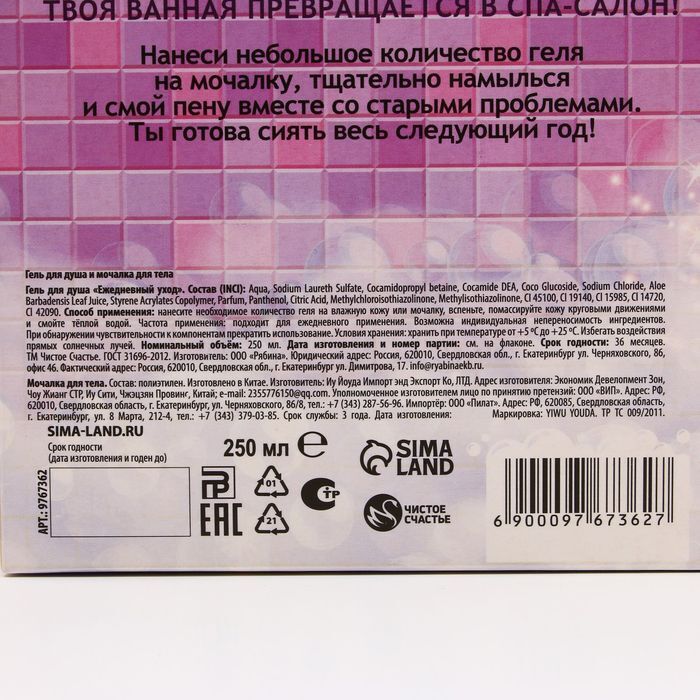 ТВОЯ ВАННАЯ ПРЕВРАЩАЕТСЯ В СПА-САЛОН!
Нанеси небольшое количество геля
на мочалку, тщательно намылься
и смой пену вместе со старыми проблемами.
Ты готова сиять весь следующий год!
Гель для душа и мочалка для тела
Гель для душа «Ежедневный уход». Состав (INCI): Aqua, Sodium Laureth Sulfate, Cocamidopropyl betaine, Cocamide DEA, Coco Glucoside, Sodium Chloride, Aloe
Barbadensis Leaf Juice, Styrene Acrylates Copolymer, Parfum, Panthenol, Citric Acid, Methylchloroisothiazolinone, Methylisothiazolinone, CI 45100, CI 19140, CI 15985, CI 14720,
CI 42090. Способ применения: нанесите необходимое количество геля на влажную кожу или мочалку, вспеньте, помассируйте кожу круговыми движениями
и смойте тёплой водой. Частота применения: подходит для ежедневного применения. Возможна индивидуальная непереносимость ингредиентов.
При повышенной чувствительности к компонентам прекратить использование. Условия хранения: хранить при температуре от +5 °C до +25 °C. Избегать воздействия
прямых солнечных лучей. Номинальный объём: 250 мл. Дата изготовления и номер партии: см. на флаконе. Срок годности: 36 месяцев.
ТМ Чистое Счастье. ГОСТ 31696-2012. Изготовитель: ООО «Рябина». Юридический адрес: Россия, 620010, Свердловская обл., г. Екатеринбург ул. Черняховского, 86,
офис 46. Фактический адрес: Россия, 620010, Свердловская обл., г. Екатеринбург ул. Димитрова, 17. info@ryabinaekb.ru.
Мочалка для тела. Состав: полиэтилен. Изготовлено в Китае. Изготовитель: Иу Йоуда Импорт энд Экспорт Ко, ЛТД. Адрес изготовителя: Экономик Девелопмент Зон,
Чоу Жианг СТР, Иу Сити, Чжэцзян Провинг, Китай; e-mail: 2355776150@qq.com. Уполномоченное изготовителем лицо по принятию претензий: ООО «ВИП». Адрес: РФ,
620010, г. Екатеринбург, ул. Черняховского, 86/8, тел.: +7 (343) 287-56-96. Импортёр: ООО «Пилат». Адрес: РФ, 620085, Свердловская область,
г. Екатеринбург, ул. 8 Марта, 212-4, тел.: +7 (343) 379-03-85. Срок службы: 3 года. Маркировка: YIWU YOUDA. ТР ТС 009/2011.
SIMA-LAND.RU
Срок годности
(дата изготовления и годен до)
250 мл ℮
SIMA
LAND
АРТ.: 9767362
EAC
01
21
СТР
ЧИСТОЕ
СЧАСТЬЕ
6 900097 673627